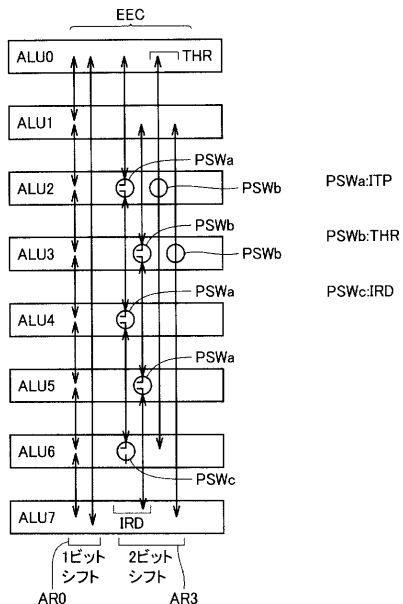 EEC
ALU0
THR
ALU1
PSWa
ALU2
PSWb
PSWa:ITP
PSWb
PSWb:THR
ALU3
PSWb
PSWa
PSWc:IRD
ALU4
PSWa
ALU5
ALU6
PSWc
ALU7
IRD
1ビット
シフト
2ビット
シフト
AR0
AR3